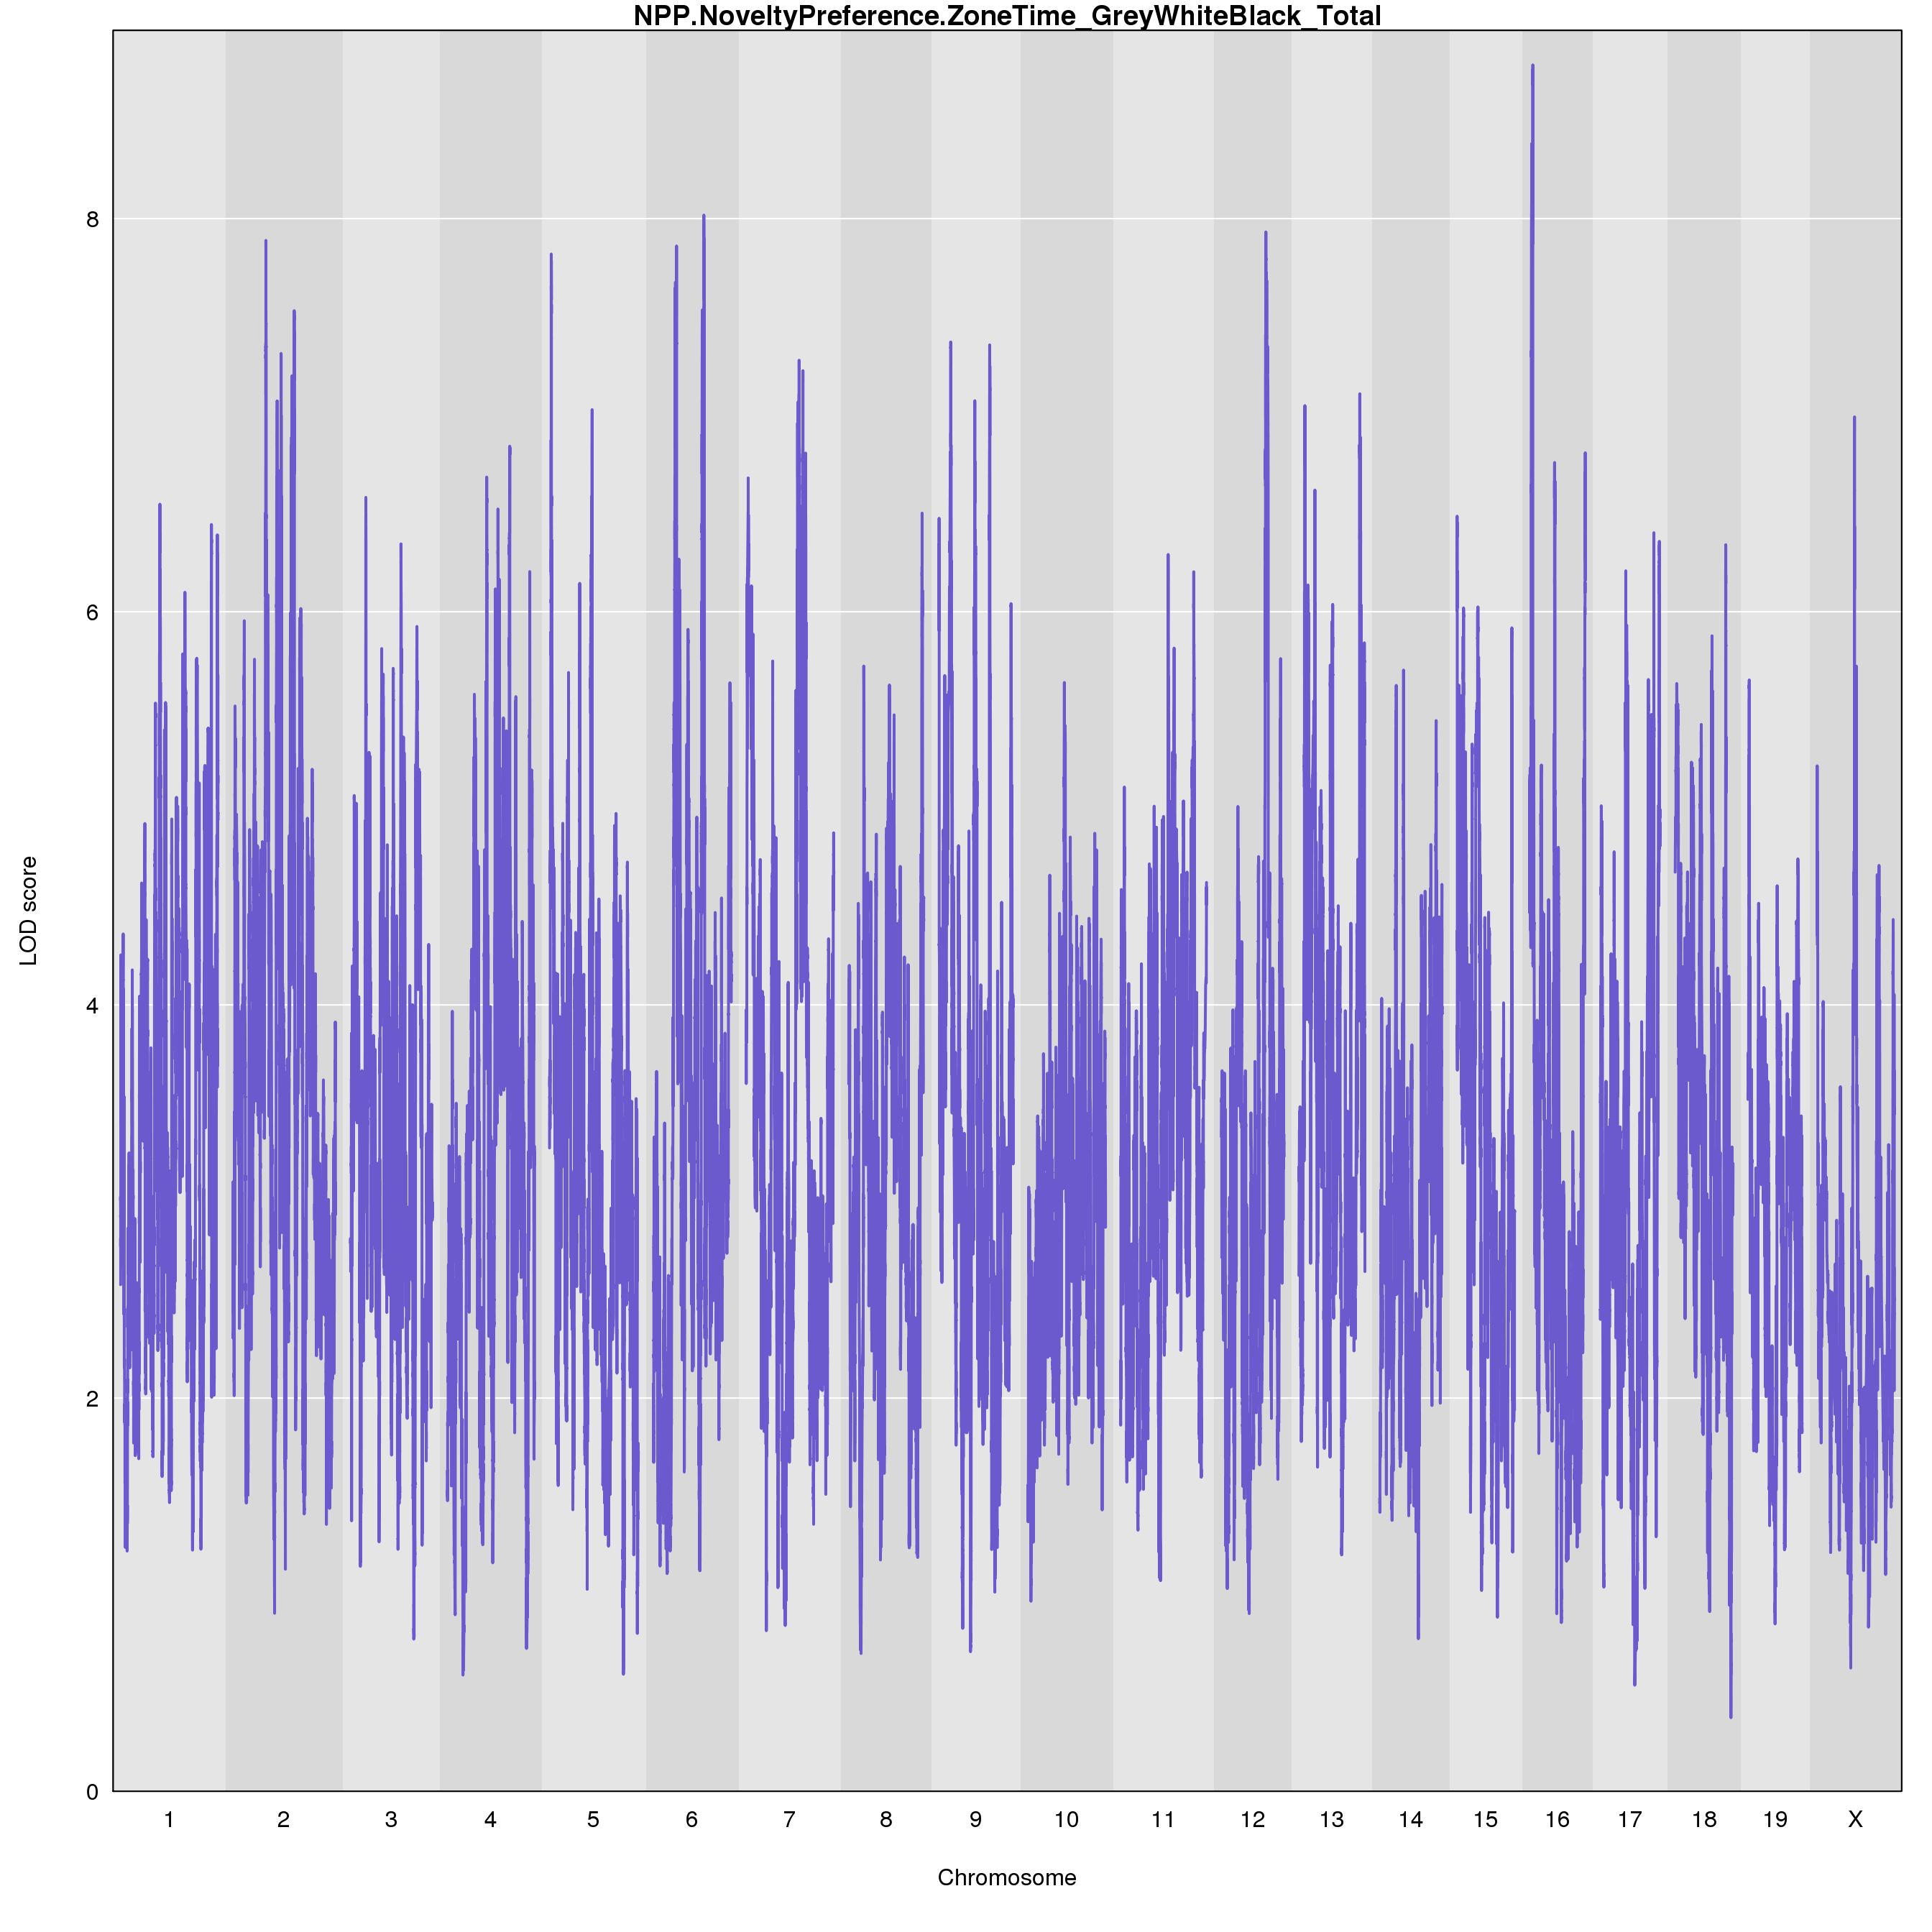 NPP.NoveltyPreference.ZoneTime_GreyWhiteBlack_Total
LOD score
8
6
4
2
0
1 2 3 4 5 6 7 8 9 10 11 12 13 14 15 16 17 18 19 X
Chromosome